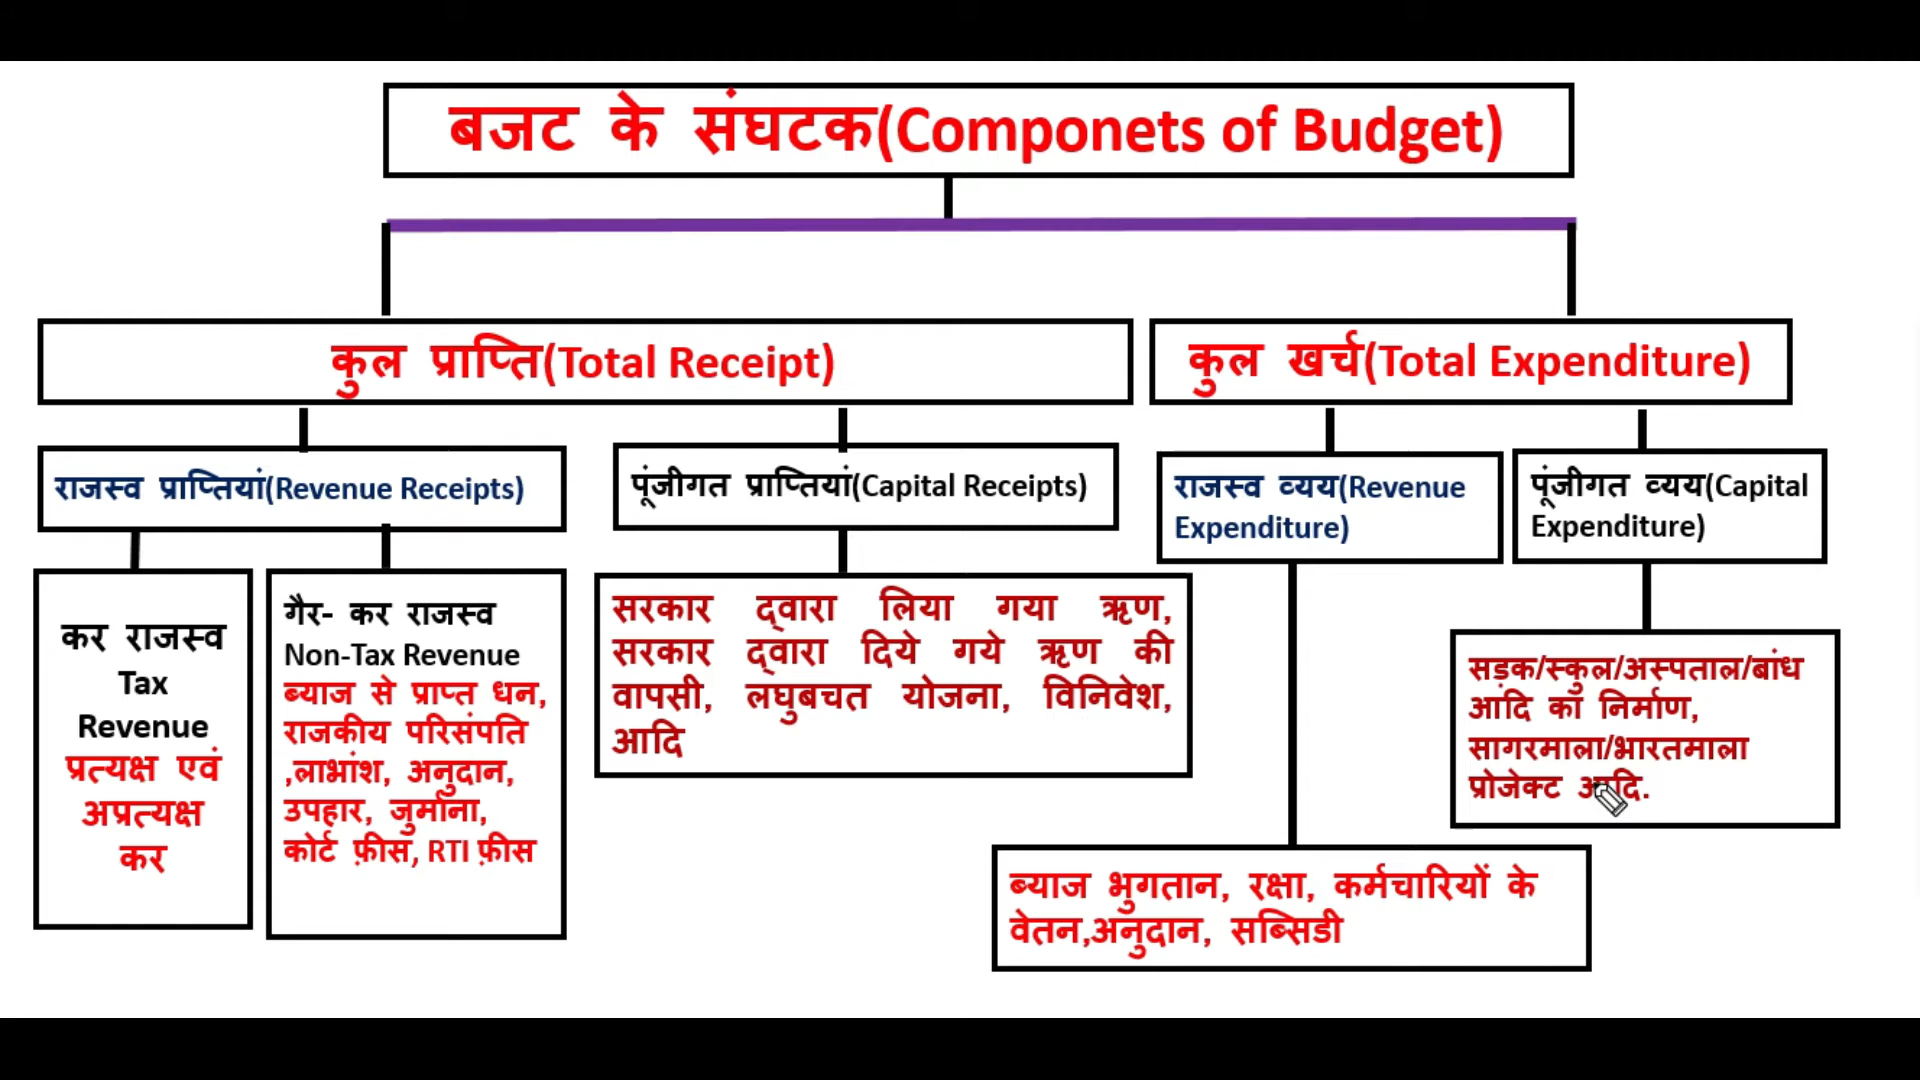 बजट के संघटक(Componets of Budget)
कुल प्राप्ति(Total Receipt)
कुल खर्च(Total Expenditure)
राजस्व प्राप्तियां(Revenue Receipts)
पूंजीगत प्राप्तियां(Capital Receipts)
राजस्व व्यय(Revenue
Expenditure)
पूंजीगत व्यय(Capital
Expenditure)
कर राजस्व
Tax
Revenue
प्रत्यक्ष एवं
अप्रत्यक्ष
कर
गैर- कर राजस्व
Non-Tax Revenue
ब्याज से प्राप्त धन,
राजकीय परिसंपति
,लाभांश, अनुदान,
उपहार, जुर्माना,
कोर्ट फ़ीस, RTI फ़ीस
सरकार द्वारा लिया गया ऋण,
सरकार द्वारा दिये गये ऋण की
वापसी, लघुबचत योजना, विनिवेश,
आदि
सड़क/स्कुल/अस्पताल/बांध
आदि का निर्माण,
सागरमाला/भारतमाला
प्रोजेक्ट आदि.
ब्याज भुगतान, रक्षा, कर्मचारियों के
वेतन,अनुदान, सब्सिडी